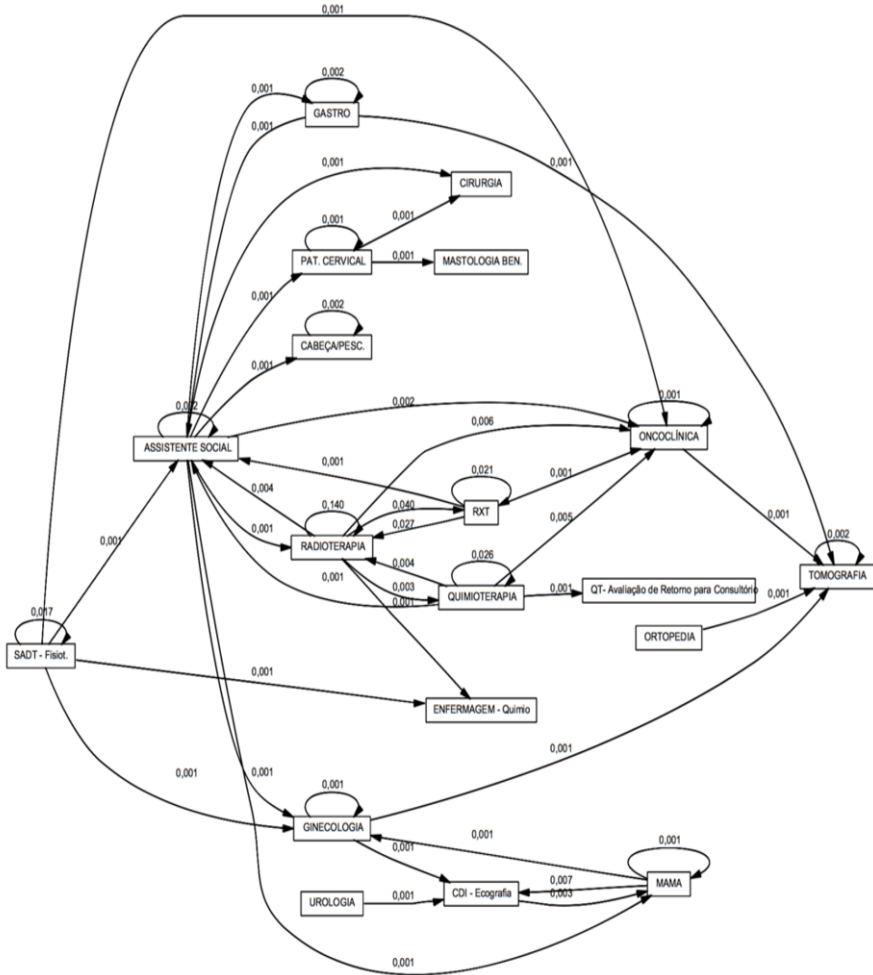 0,001
0,002
0,001
GASTRO
0,001
0,001
0,001
CIRURGIA
0,001
0,001
PAT. CERVICAL
0,001
MASTOLOGIA BEN.
0,001
0,002
CABEÇA/PESC.
0,001
0,002
0,002
0,001
ASSISTENTE SOCIAL
0,006
ONCOCLÍNICA
0,001
0,001
0,021
0,004
0,140
0,040
RXT
0,001
0,027
0,005
0,001
0,002
RADIOTERAPIA
0,001
0,026
0,004
TOMOGRAFIA
0,001
0,003
QUIMIOTERAPIA
0,001
QT- Avaliação de Retorno para Consultório
0,001
0,001
0,017
ORTOPEDIA
SADT - Fisiot.
0,001
ENFERMAGEM - Quimio
0,001
0,001
0,001
0,001
GINECOLOGIA
0,001
0,001
0,001
0,007
MAMA
CDI - Ecografia
0,003
UROLOGIA
0,001
0,001